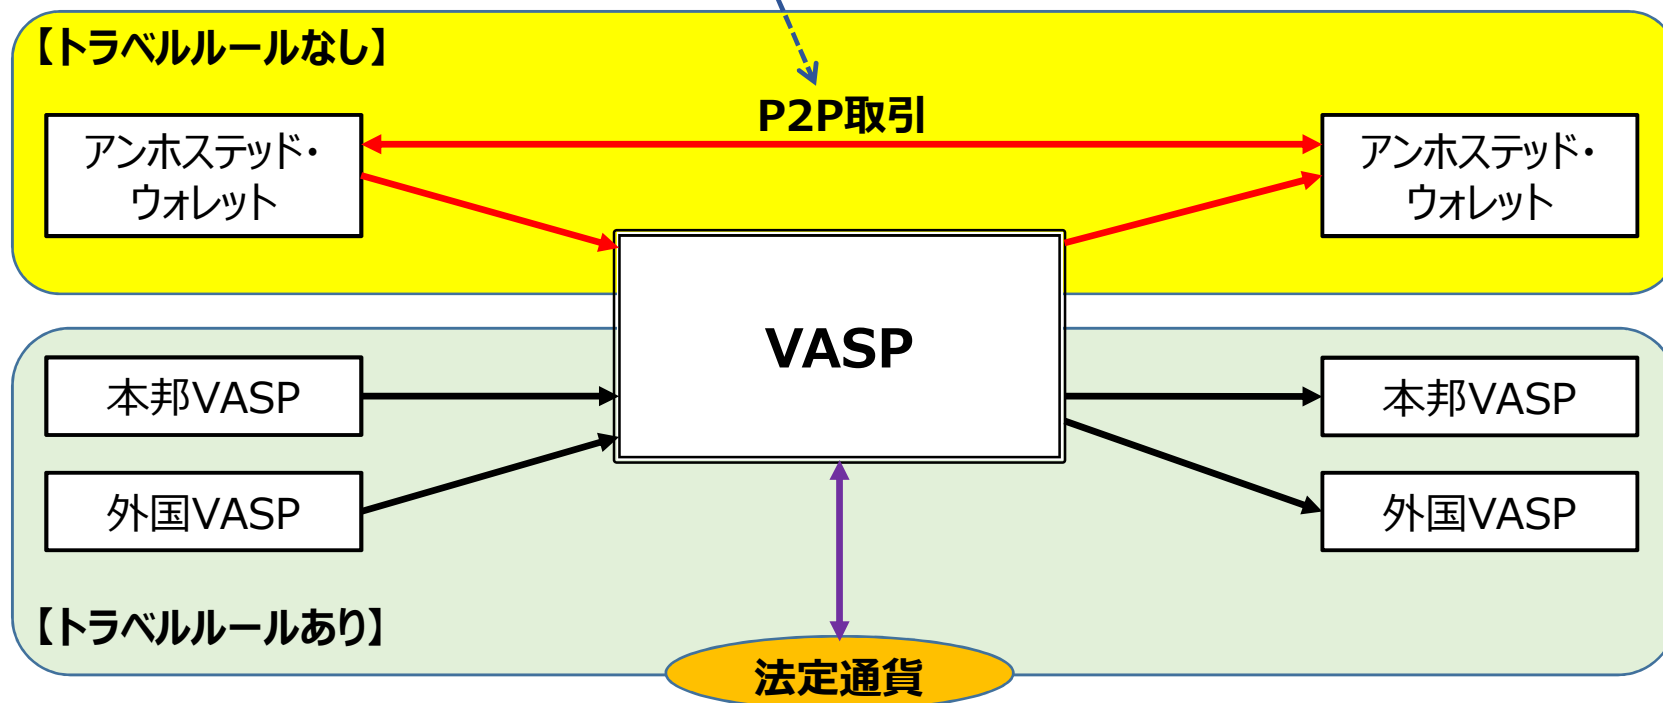 【トラベルルールなし】
P2P取引
アンホステッド・
ウォレット
アンホステッド・
ウォレット
VASP
本邦VASP
本邦VASP
外国VASP
外国VASP
【トラベルルールあり】
法定通貨